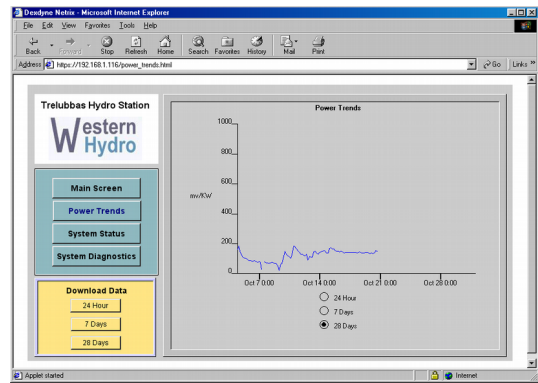 Dexdyne Netrix - Microsoft Internet Explorer
File Edit View Favorites Tools Help
Back Forward Stop Refresh Home Search Favorites History Mail Print
Address https://192.168.1.116/power_trends.html Go Links »
Trelubbas Hydro Station
Western Hydro
Main Screen
Power Trends
System Status
System Diagnostics
Download Data
24 Hour
7 Days
28 Days
Power Trends
1000
800
600
mv/KW
400
200
0
Oct 7 0:00 Oct 14 0:00 Oct 21 0:00 Oct 28 0:00
24 Hour
7 Days
28 Days
Applet started
Internet